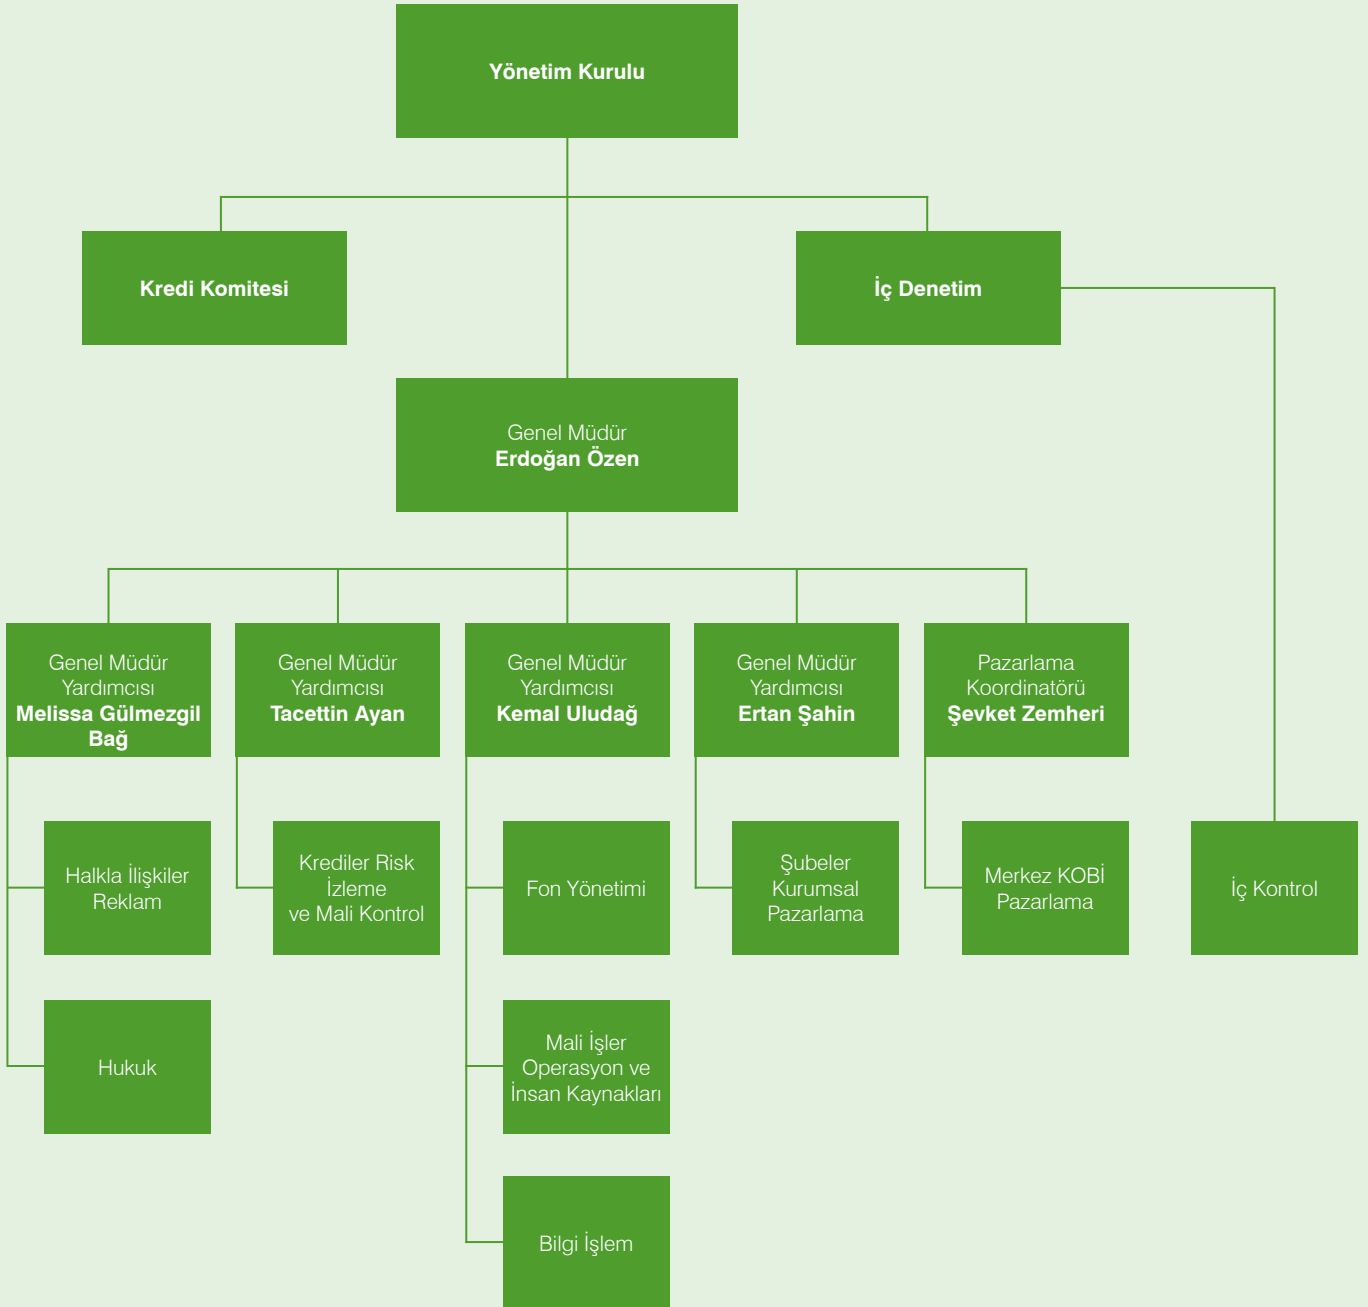 Yönetim Kurulu
Kredi Komitesi
İç Denetim
Genel Müdür
Erdoğan Özen
Genel Müdür
Yardımcısı
Melissa Gülmezgil
Bağ
Genel Müdür
Yardımcısı
Tacettin Ayan
Genel Müdür
Yardımcısı
Kemal Uludağ
Genel Müdür
Yardımcısı
Ertan Şahin
Pazarlama
Koordinatörü
Şevket Zemheri
Halkla İlişkiler
Reklam
Krediler Risk
İzleme
ve Mali Kontrol
Fon Yönetimi
Şubeler
Kurumsal
Pazarlama
Merkez KOBİ
Pazarlama
İç Kontrol
Hukuk
Mali İşler
Operasyon ve
İnsan Kaynakları
Bilgi İşlem